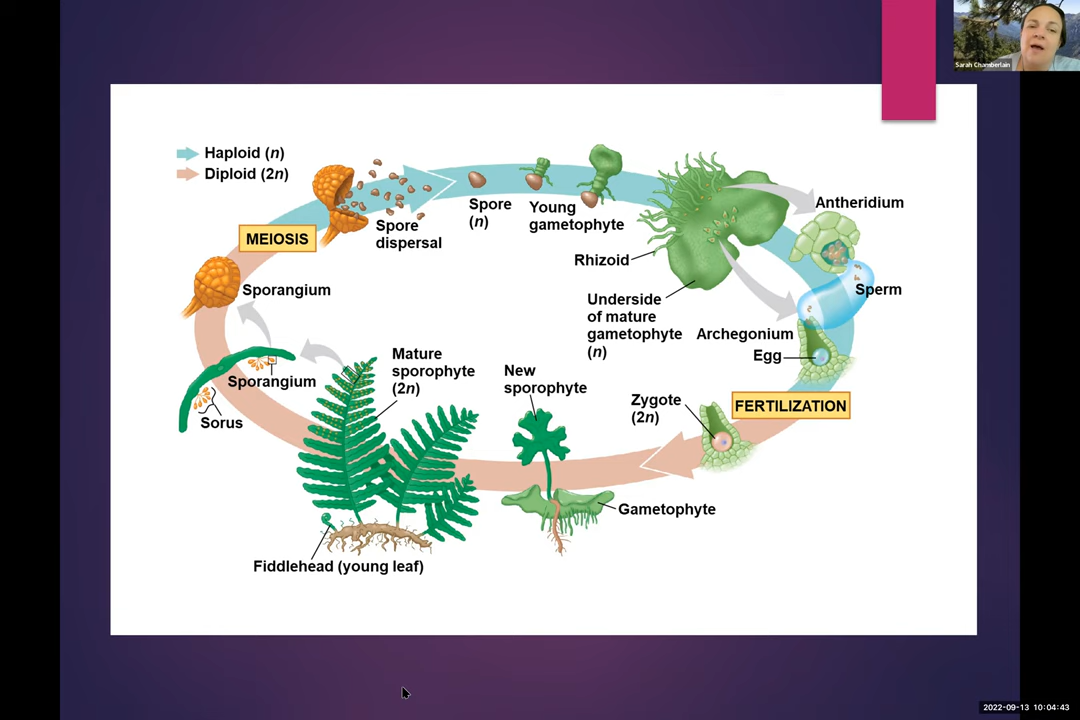 Sarah Chamberlain
Haploid (n)
Diploid (2n)
MEIOSIS
Spore
dispersal
Spore
(n)
Young
gametophyte
Antheridium
Rhizoid
Sporangium
Sperm
Underside
of mature
gametophyte
(n)
Archegonium
Egg
Mature
sporophyte
(2n)
New
sporophyte
Sporangium
Sorus
Zygote
(2n)
FERTILIZATION
Gametophyte
Fiddlehead (young leaf)
2022-09-13 10:04:43